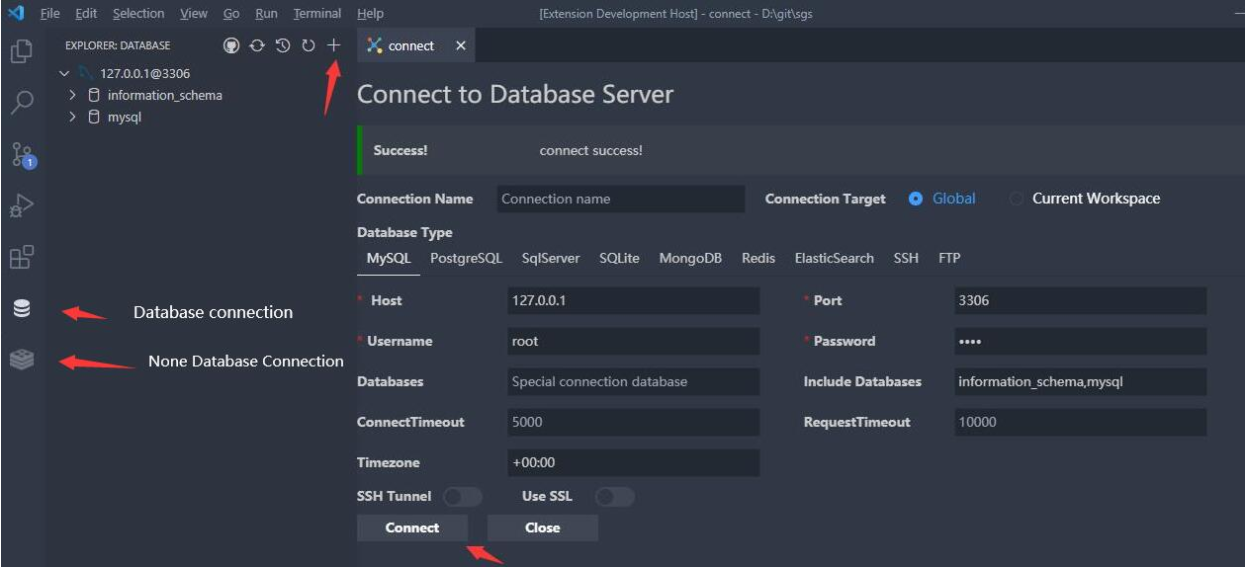 File Edit Selection View Go Run Terminal Help [Extension Development Host] - connect - D:\git\sgs
EXPLORER: DATABASE
connect
127.0.0.1@3306
information_schema
mysql
Connect to Database Server
Success! connect success!
1
Connection Name Connection name Connection Target Global Current Workspace
Database Type
MySQL PostgreSQL SqlServer SQLite MongoDB Redis ElasticSearch SSH FTP
* Host 127.0.0.1 * Port 3306
Database connection
* Username root * Password ••••
None Database Connection
Databases Special connection database Include Databases information_schema,mysql
ConnectTimeout 5000 RequestTimeout 10000
Timezone +00:00
SSH Tunnel Use SSL
Connect Close